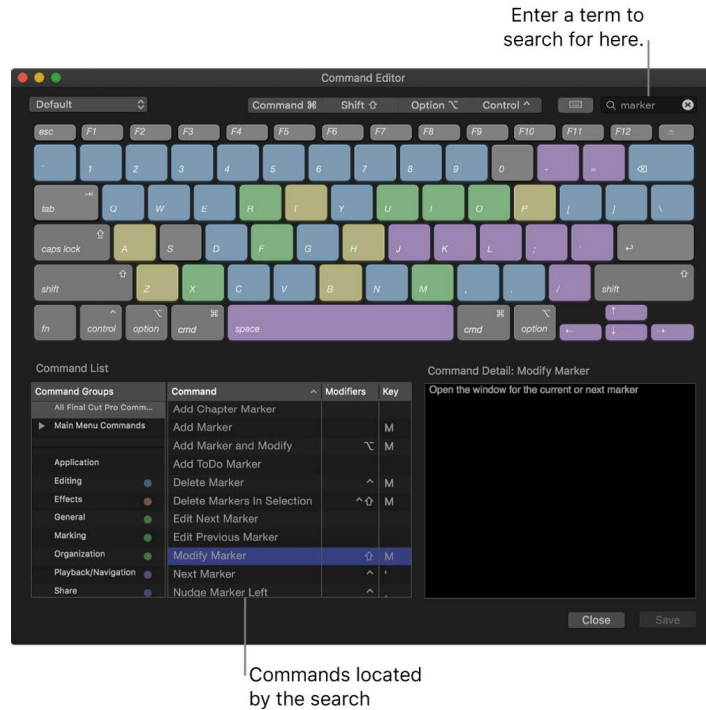 Enter a term to
search for here.
Command Editor
Default
Command ⌘ Shift ⇧ Option ⌥ Control ^
marker
esc F1 F2 F3 F4 F5 F6 F7 F8 F9 F10 F11 F12
1 2 3 4 5 6 7 8 9 0 - =
tab Q W E R T Y U I O P [ ] \
caps lock A S D F G H J K L ; '
shift Z X C V B N M , . / shift
fn control option cmd space cmd option
Command List
Command Detail: Modify Marker
Command Groups
Command Modifiers Key
Open the window for the current or next marker
All Final Cut Pro Comm...
Main Menu Commands
Application
Editing
Effects
General
Marking
Organization
Playback/Navigation
Share
Add Chapter Marker
Add Marker M
Add Marker and Modify ⌥ M
Add ToDo Marker
Delete Marker ^ M
Delete Markers In Selection ^⇧ M
Edit Next Marker
Edit Previous Marker
Modify Marker ⇧ M
Next Marker ^ '
Nudge Marker Left ^ ,
Close Save
Commands located
by the search